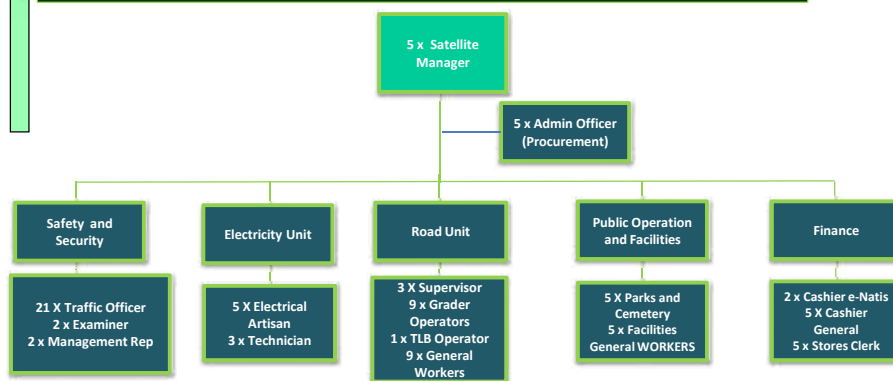 5 x Satellite
Manager
5 x Admin Officer
(Procurement)
Safety and
Security
Electricity Unit
Road Unit
Public Operation
and Facilities
Finance
21 X Traffic Officer
2 x Examiner
2 x Management Rep
5 X Electrical
Artisan
3 x Technician
3 X Supervisor
9 x Grader
Operators
1 x TLB Operator
9 x General
Workers
5 X Parks and
Cemetery
5 x Facilities
General WORKERS
2 x Cashier e-Natis
5 X Cashier
General
5 x Stores Clerk